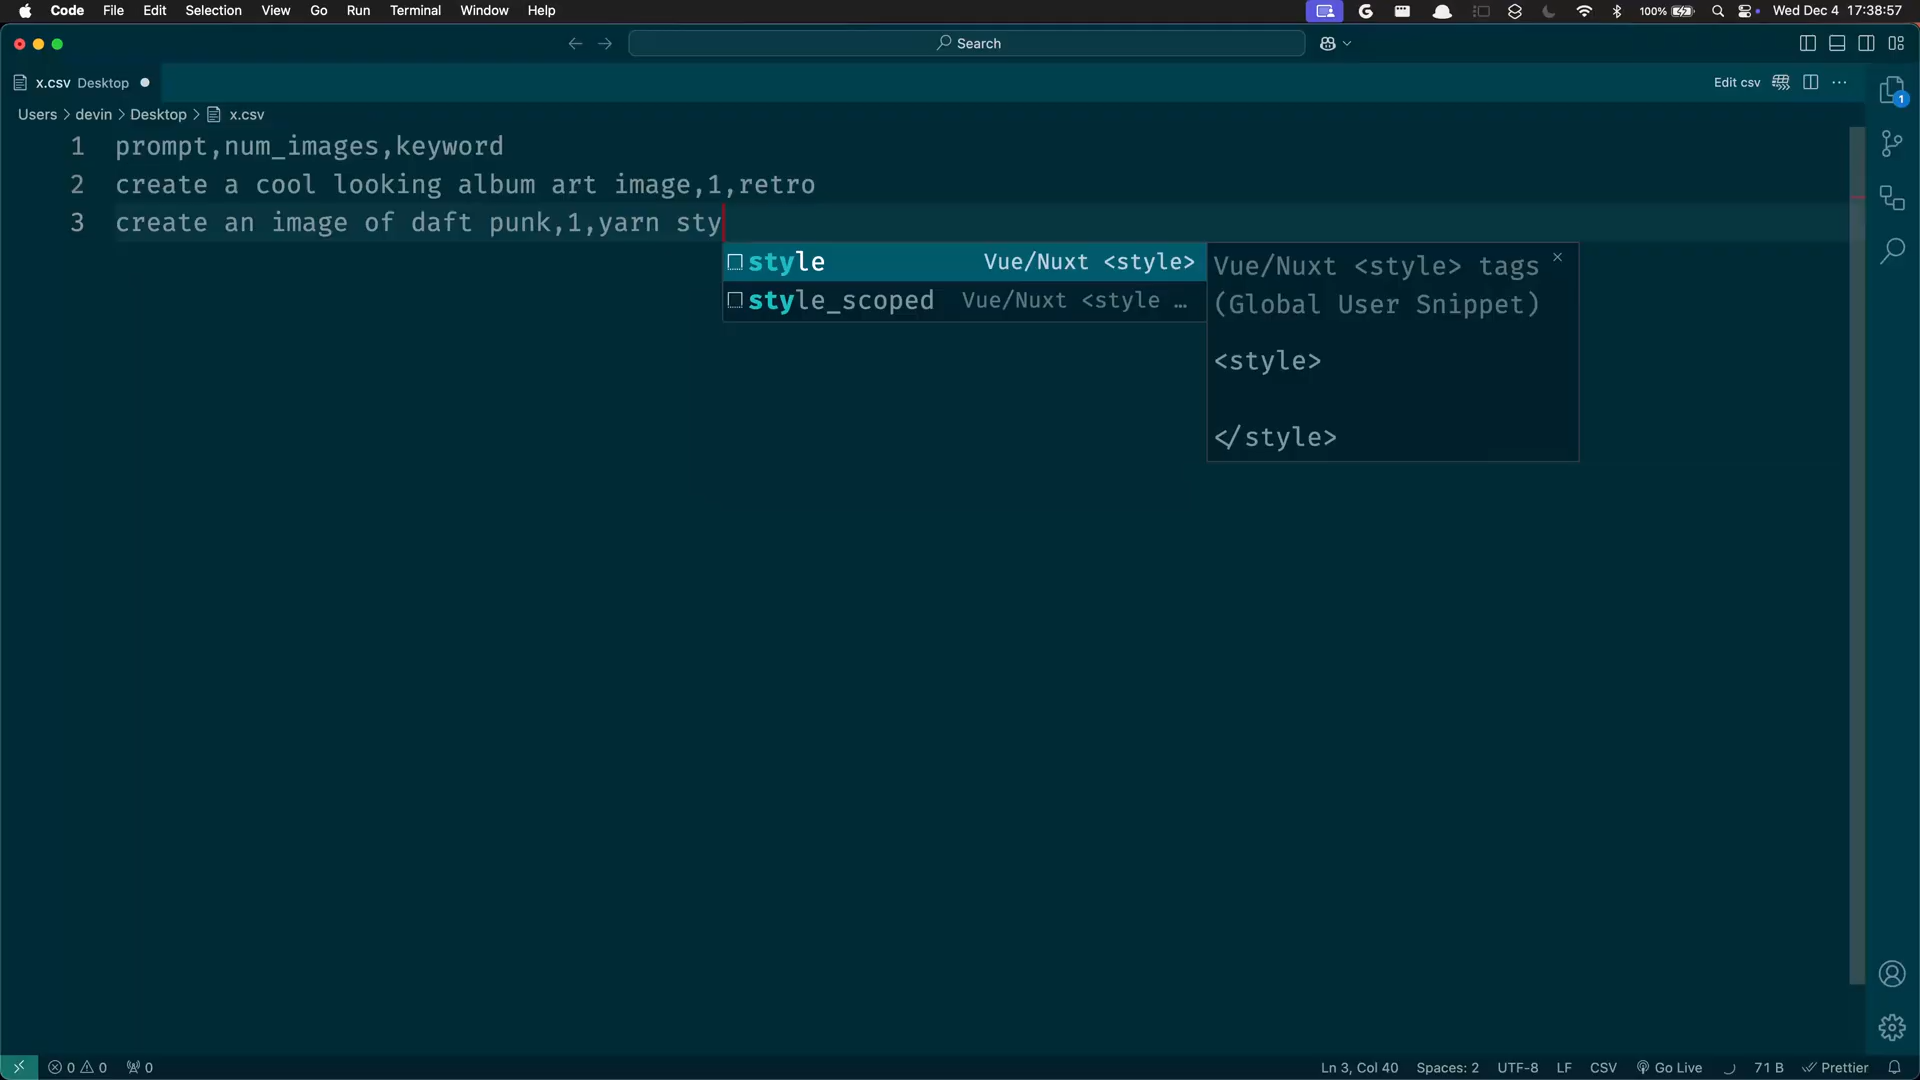 Code File Edit Selection View Go Run Terminal Window Help 100% Wed Dec 4 17:38:57
Search
x.csv Desktop Edit csv
Users > devin > Desktop > x.csv
1
1 prompt,num_images,keyword
2 create a cool looking album art image,1,retro
3 create an image of daft punk,1,yarn sty
style Vue/Nuxt <style>
style_scoped Vue/Nuxt <style …
Vue/Nuxt <style> tags
(Global User Snippet)
<style>
</style>
0 0 0 Ln 3, Col 40 Spaces: 2 UTF-8 LF CSV Go Live 71 B Prettier